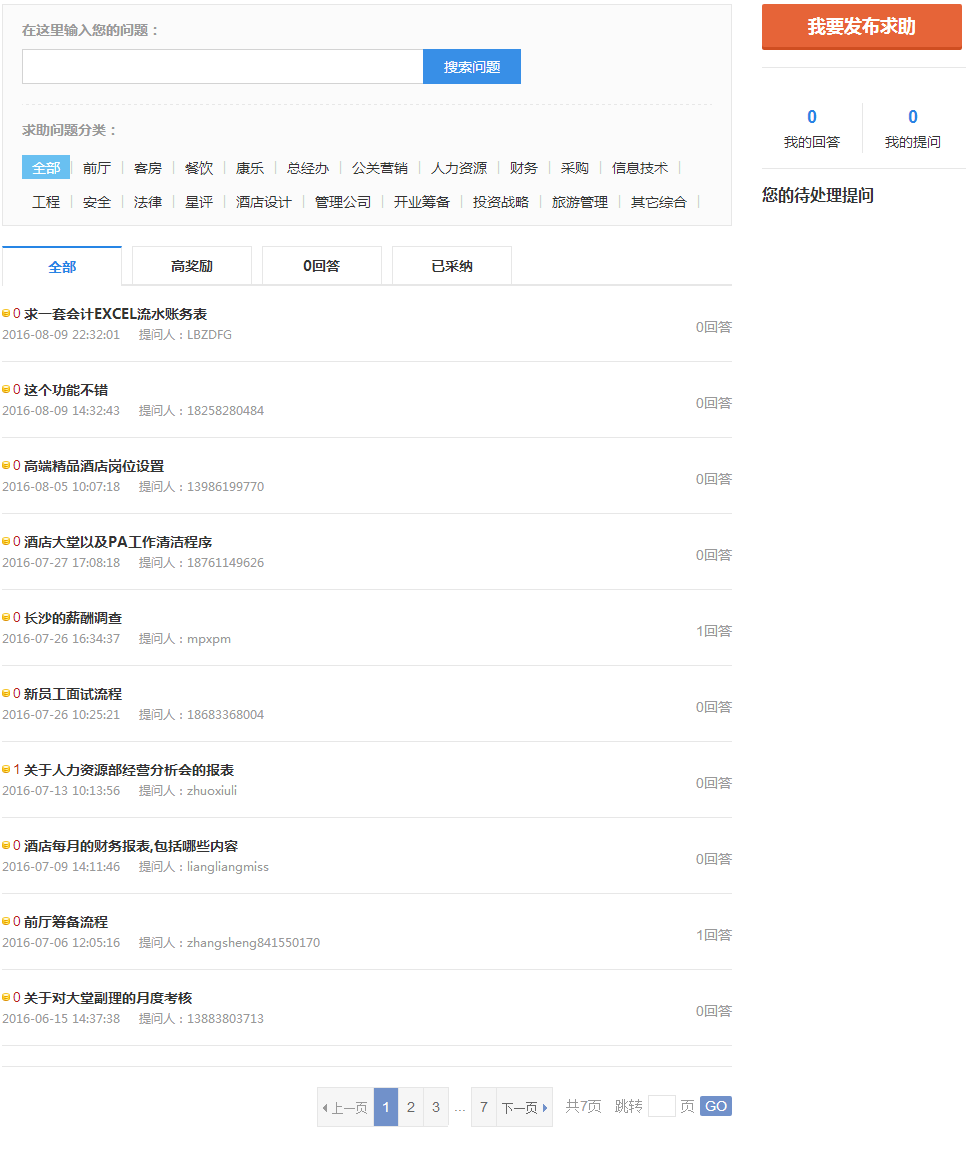 在这里输入您的问题：
搜索问题
求助问题分类：
全部 | 前厅 | 客房 | 餐饮 | 康乐 | 总经办 | 公关营销 | 人力资源 | 财务 | 采购 | 信息技术 |
工程 | 安全 | 法律 | 星评 | 酒店设计 | 管理公司 | 开业筹备 | 投资战略 | 旅游管理 | 其它综合 |
全部 高奖励 0回答 已采纳
0 求一套会计EXCEL流水账务表
2016-08-09 22:32:01 提问人：LBZDFG
0回答
0 这个功能不错
2016-08-09 14:32:43 提问人：18258280484
0回答
0 高端精品酒店岗位设置
2016-08-05 10:07:18 提问人：13986199770
0回答
0 酒店大堂以及PA工作清洁程序
2016-07-27 17:08:18 提问人：18761149626
0回答
0 长沙的薪酬调查
2016-07-26 16:34:37 提问人：mpxpm
1回答
0 新员工面试流程
2016-07-26 10:25:21 提问人：18683368004
0回答
1 关于人力资源部经营分析会的报表
2016-07-13 10:13:56 提问人：zhuoxiuli
0回答
0 酒店每月的财务报表,包括哪些内容
2016-07-09 14:11:46 提问人：liangliangmiss
0回答
0 前厅筹备流程
2016-07-06 12:05:16 提问人：zhangsheng841550170
1回答
0 关于对大堂副理的月度考核
2016-06-15 14:37:38 提问人：13883803713
0回答
上一页 1 2 3 ... 7 下一页 共7页 跳转 页 GO
我要发布求助
0 0
我的回答 我的提问
您的待处理提问